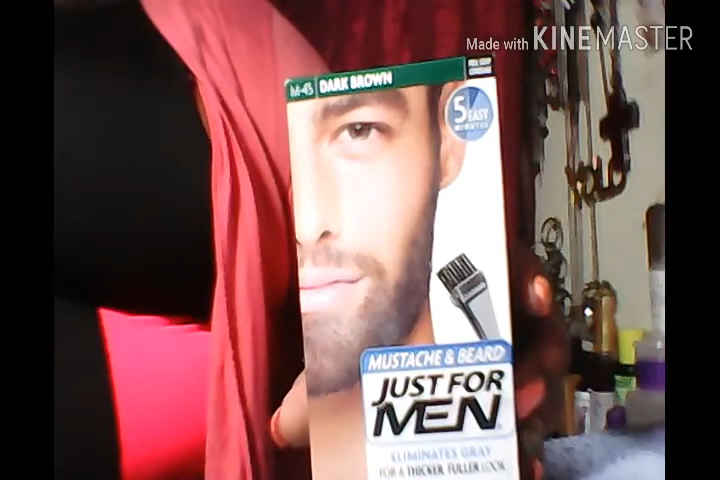 Made with KINEMASTER
M-45 DARK BROWN
5 EASY
YOLO
MUSTACHE & BEARD
JUST FOR
MEN
ELIMINATES GRAY
FOR A THICKER, FULLER LOOK